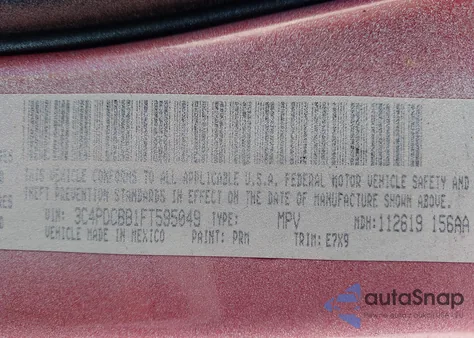 THIS VEHICLE CONFORMS TO ALL APPLICABLE U.S.A. FEDERAL MOTOR VEHICLE SAFETY AND
THEFT PREVENTION STANDARDS IN EFFECT ON THE DATE OF MANUFACTURE SHOWN ABOVE.
VIN: 3C4PDCBB1FT595049 TYPE: MPV MDH: 112619 156AA
VEHICLE MADE IN MEXICO PAINT: PRM TRIM: E7X9
autaSnap